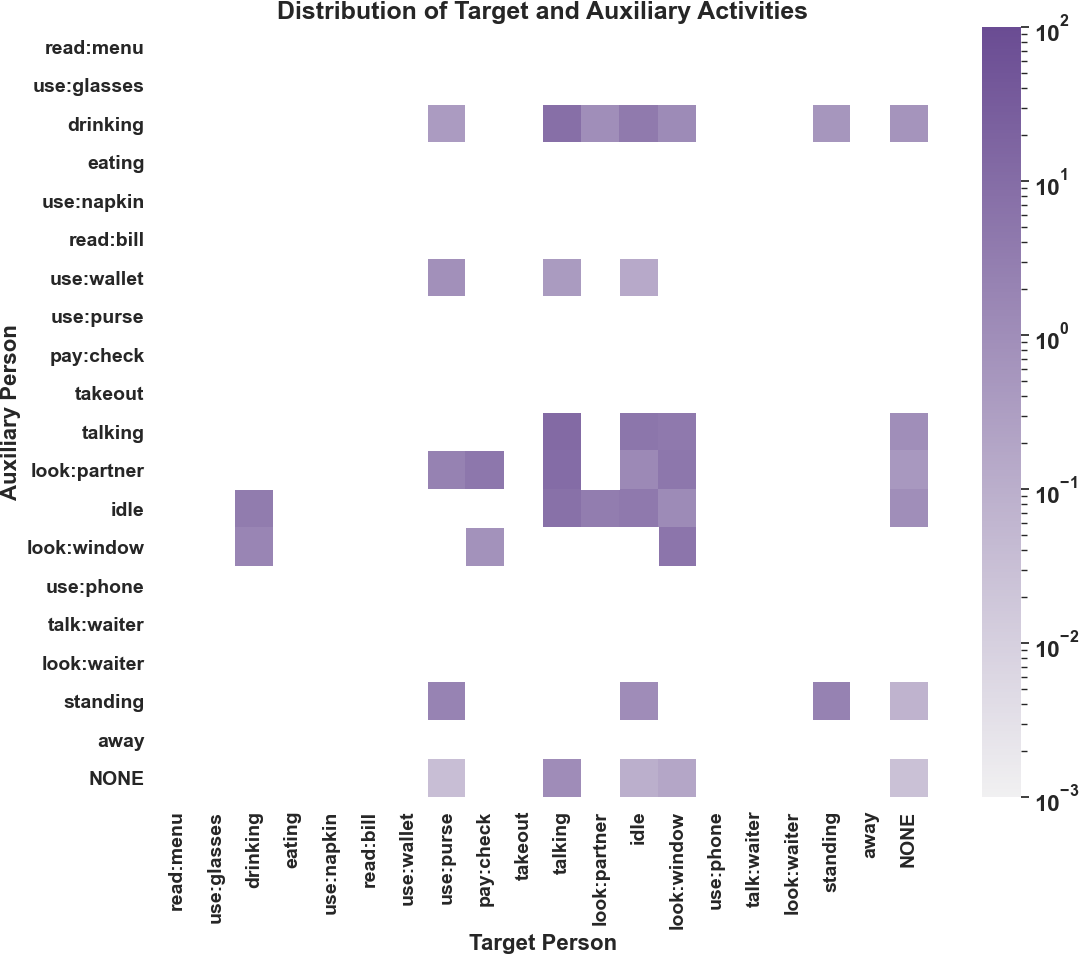 Distribution of Target and Auxiliary Activities
Auxiliary Person
read:menu
use:glasses
drinking
eating
use:napkin
read:bill
use:wallet
use:purse
pay:check
takeout
talking
look:partner
idle
look:window
use:phone
talk:waiter
look:waiter
standing
away
NONE
read:menu
use:glasses
drinking
eating
use:napkin
read:bill
use:wallet
use:purse
pay:check
takeout
talking
look:partner
idle
look:window
use:phone
talk:waiter
look:waiter
standing
away
NONE
Target Person
10²
10¹
10⁰
10⁻¹
10⁻²
10⁻³